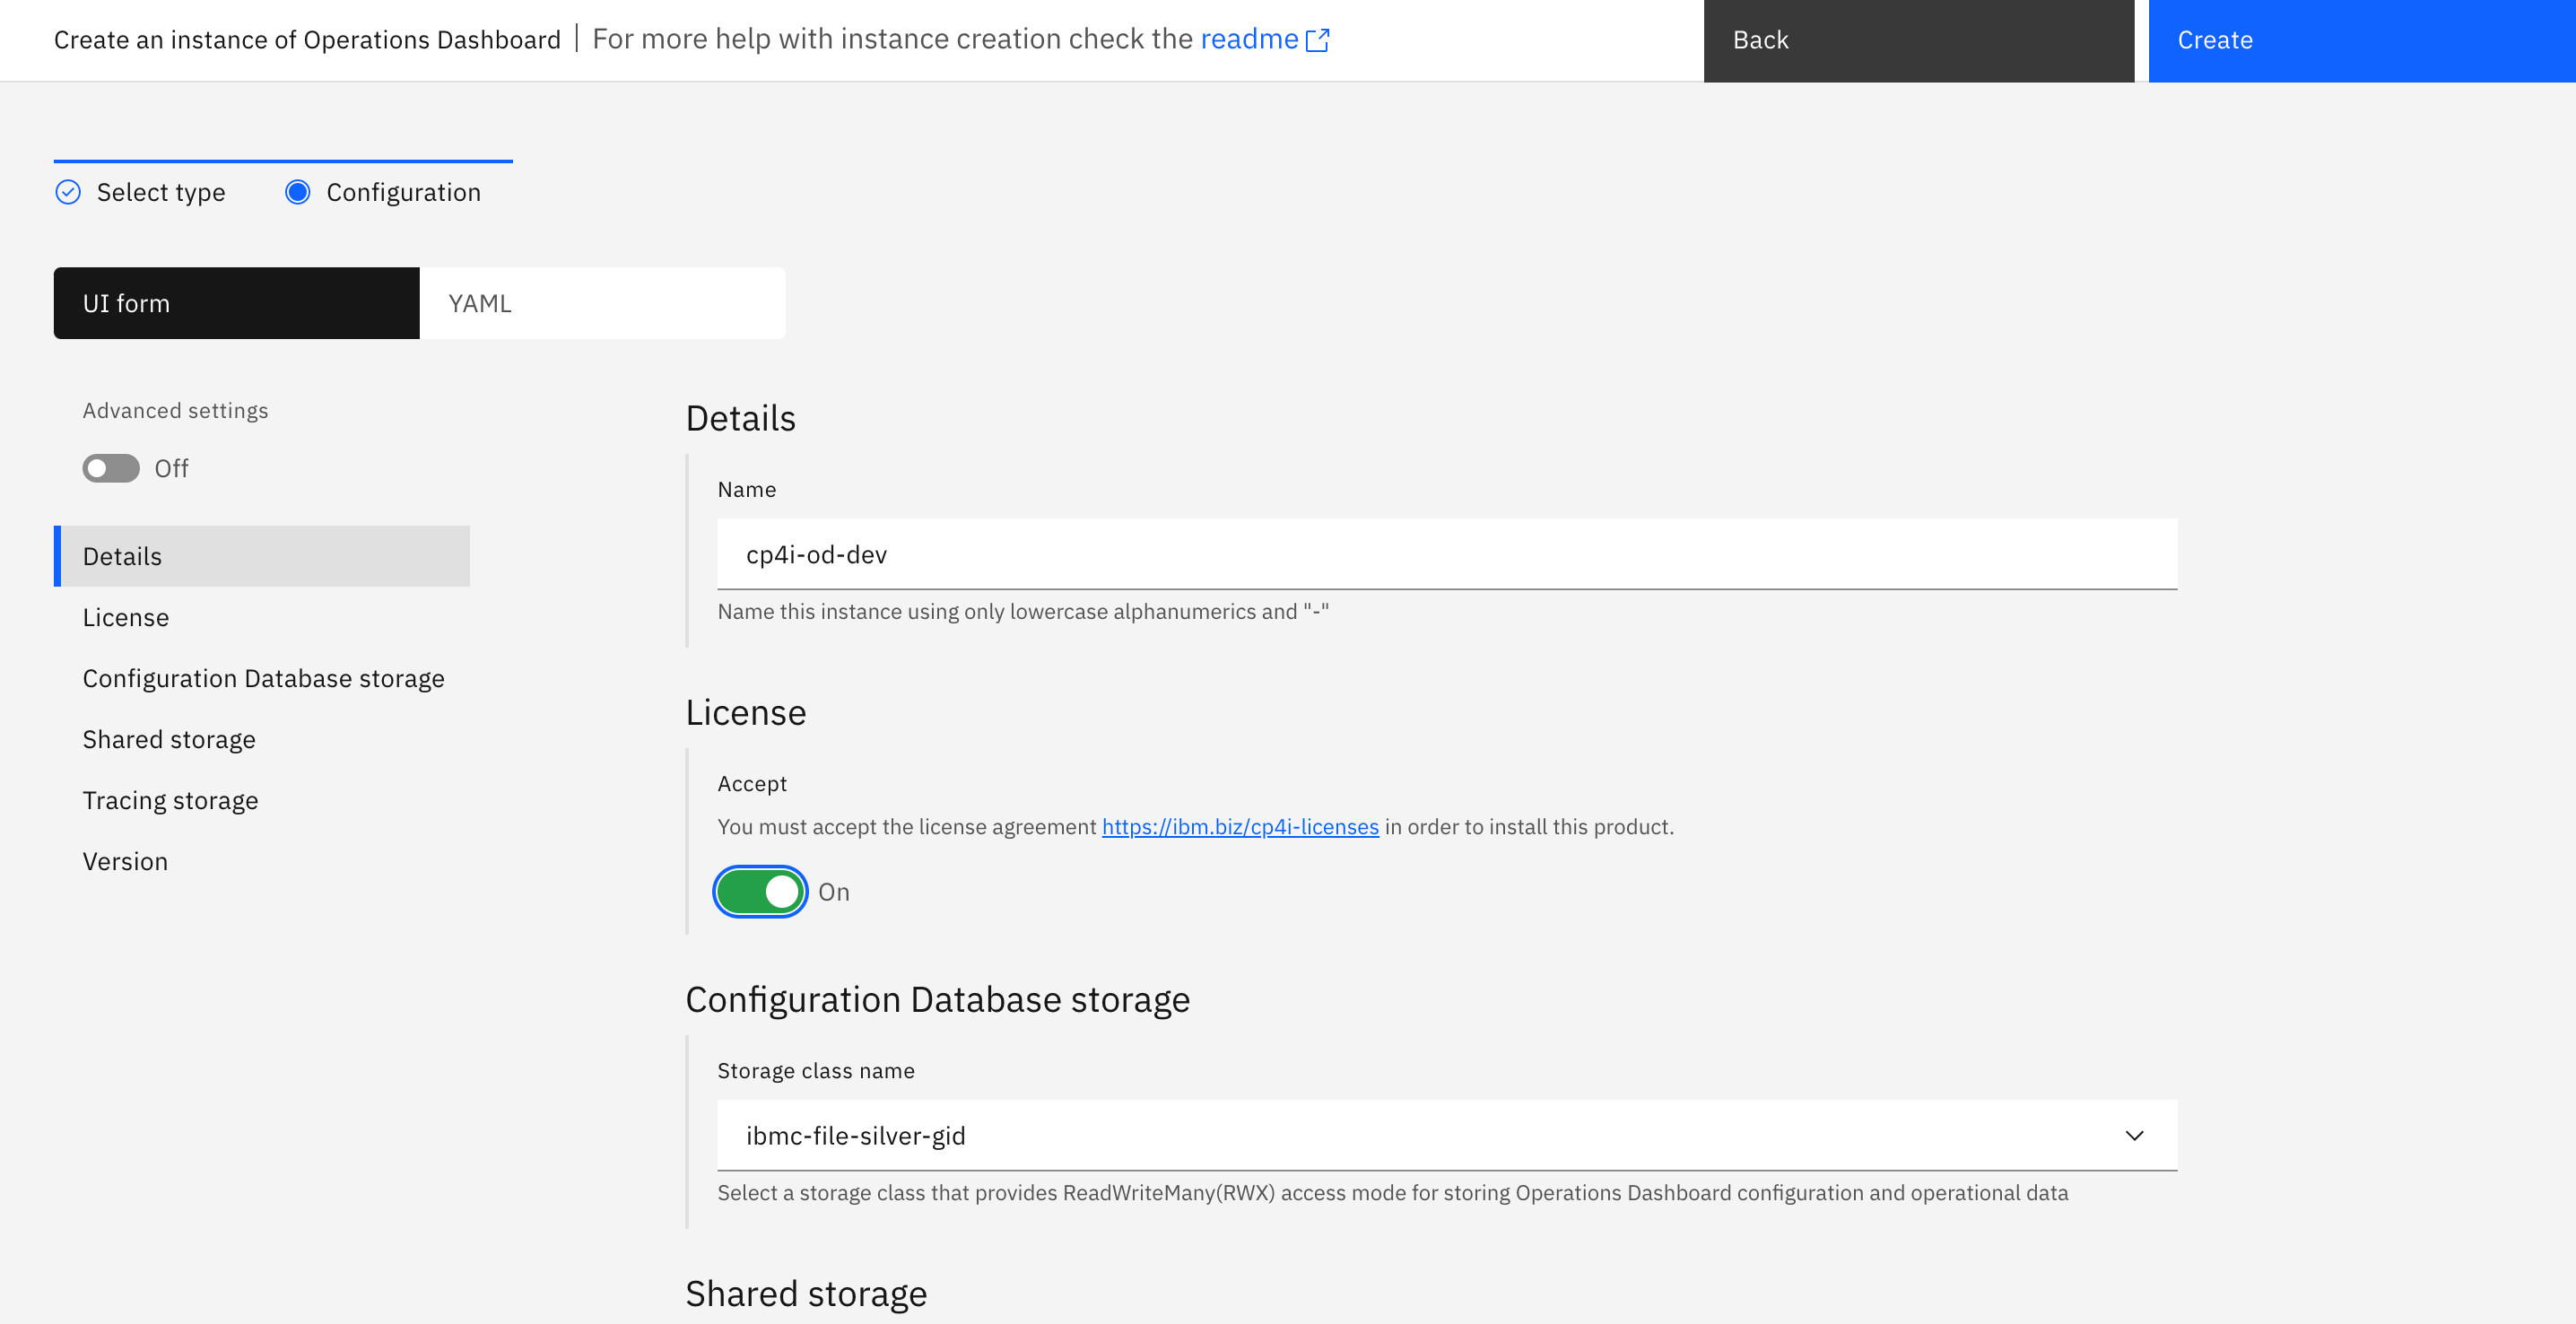 Create an instance of Operations Dashboard | For more help with instance creation check the readme
Back
Create
Select type
Configuration
UI form
YAML
Advanced settings
Off
Details
License
Configuration Database storage
Shared storage
Tracing storage
Version
Details
Name
cp4i-od-dev
Name this instance using only lowercase alphanumerics and "-"
License
Accept
You must accept the license agreement https://ibm.biz/cp4i-licenses in order to install this product.
On
Configuration Database storage
Storage class name
ibmc-file-silver-gid
Select a storage class that provides ReadWriteMany(RWX) access mode for storing Operations Dashboard configuration and operational data
Shared storage